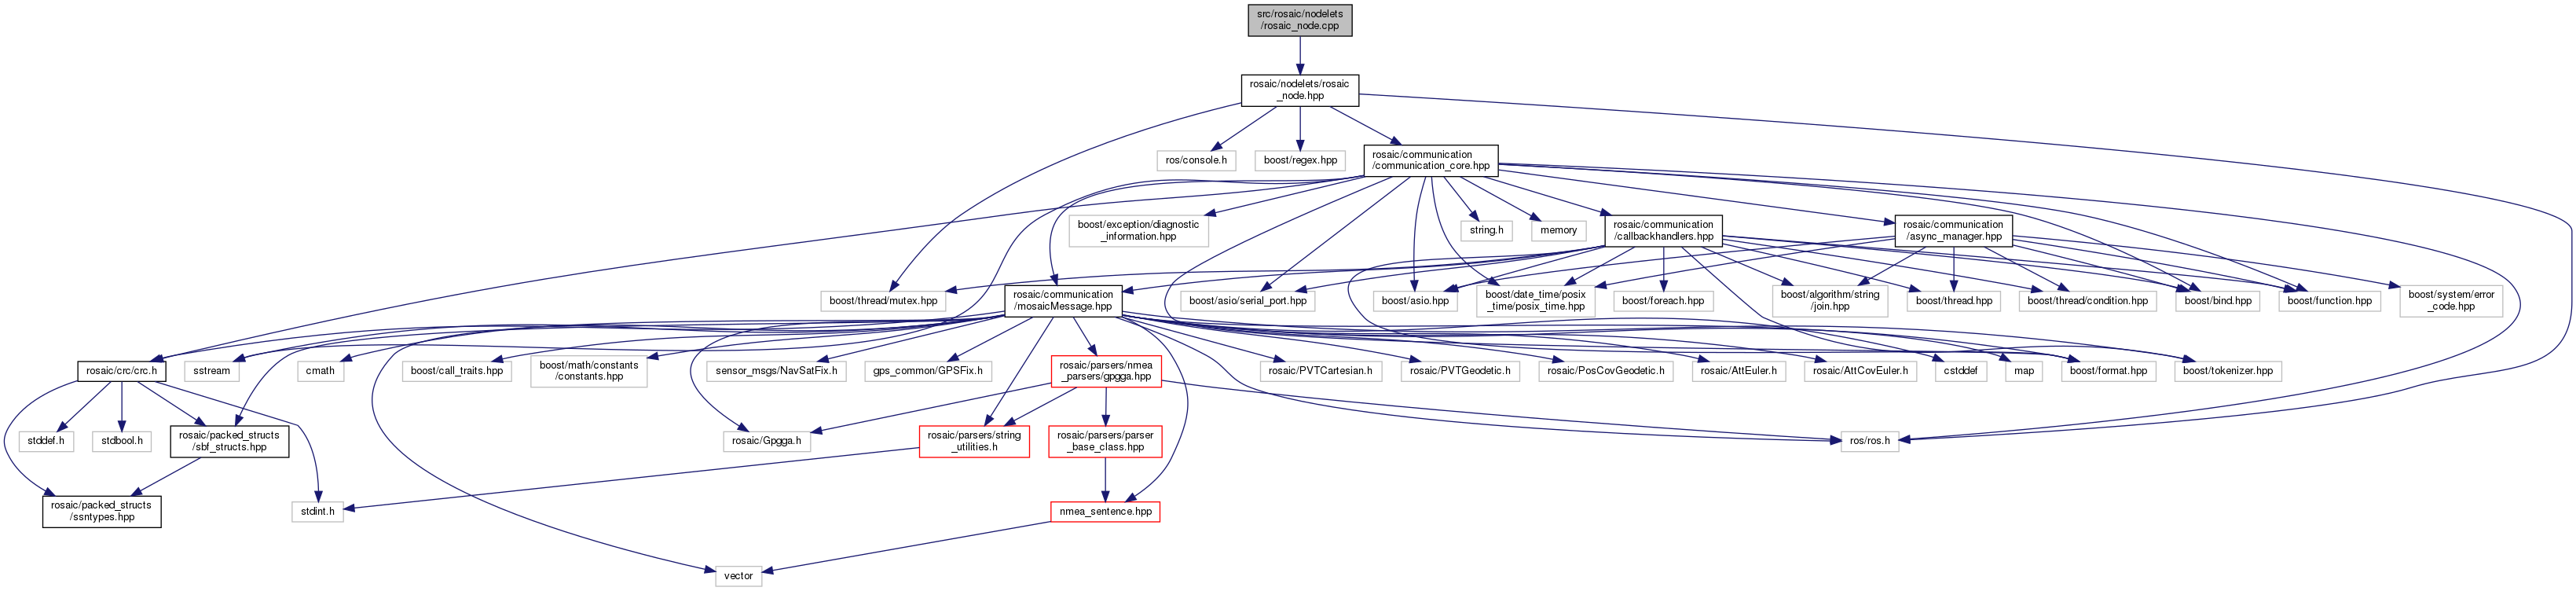 src/rosaic/nodelets
/rosaic_node.cpp
rosaic/nodelets/rosaic
_node.hpp
ros/console.h
boost/regex.hpp
rosaic/communication
/communication_core.hpp
boost/exception/diagnostic
_information.hpp
string.h
memory
rosaic/communication
/callbackhandlers.hpp
rosaic/communication
/async_manager.hpp
boost/thread/mutex.hpp
rosaic/communication
/mosaicMessage.hpp
boost/asio/serial_port.hpp
boost/asio.hpp
boost/date_time/posix
_time/posix_time.hpp
boost/foreach.hpp
boost/algorithm/string
/join.hpp
boost/thread.hpp
boost/thread/condition.hpp
boost/bind.hpp
boost/function.hpp
boost/system/error
_code.hpp
rosaic/crc/crc.h
sstream
cmath
boost/call_traits.hpp
boost/math/constants
/constants.hpp
sensor_msgs/NavSatFix.h
gps_common/GPSFix.h
rosaic/parsers/nmea
_parsers/gpgga.hpp
rosaic/PVTCartesian.h
rosaic/PVTGeodetic.h
rosaic/PosCovGeodetic.h
rosaic/AttEuler.h
rosaic/AttCovEuler.h
cstddef
map
boost/format.hpp
boost/tokenizer.hpp
stddef.h
stdbool.h
rosaic/packed_structs
/sbf_structs.hpp
rosaic/Gpgga.h
rosaic/parsers/string
_utilities.h
rosaic/parsers/parser
_base_class.hpp
ros/ros.h
rosaic/packed_structs
/ssntypes.hpp
stdint.h
nmea_sentence.hpp
vector